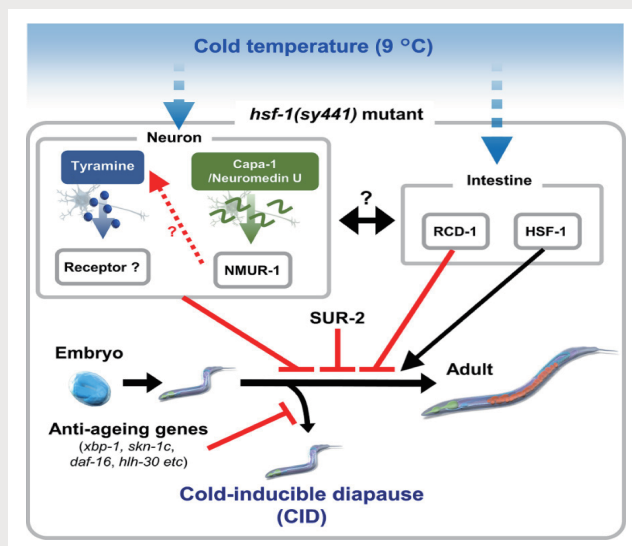 Cold temperature (9 °C)
hsf-1(sy441) mutant
Neuron
Tyramine
Capa-1
/Neuromedin U
?
Receptor ?
NMUR-1
?
Intestine
RCD-1
HSF-1
SUR-2
Embryo
Adult
Anti-ageing genes
(xbp-1, skn-1c,
daf-16, hlh-30 etc)
Cold-inducible diapause
(CID)